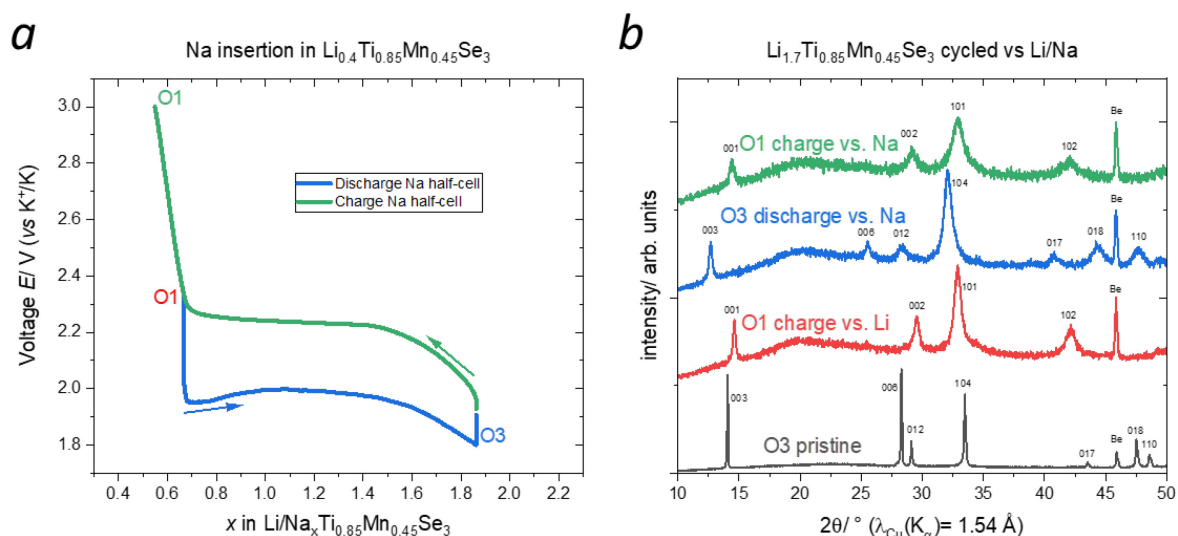 a
Na insertion in Li₀.₄Ti₀.₈₅Mn₀.₄₅Se₃
Voltage E/ V (vs K⁺/K)
3.0
2.8
2.6
2.4
2.2
2.0
1.8
O1
O1
O3
Discharge Na half-cell
Charge Na half-cell
0.4 0.6 0.8 1.0 1.2 1.4 1.6 1.8 2.0 2.2
x in Li/NaₓTi₀.₈₅Mn₀.₄₅Se₃
b
Li₁.₇Ti₀.₈₅Mn₀.₄₅Se₃ cycled vs Li/Na
intensity/ arb. units
O1 charge vs. Na
001 002 101 102 Be
O3 discharge vs. Na
003 006 012 104 017 018 Be 110
O1 charge vs. Li
001 002 101 102 Be
O3 pristine
003 006 012 104 017 Be 018 110
10 15 20 25 30 35 40 45 50
2θ/ ° (λCu(Kα)= 1.54 Å)